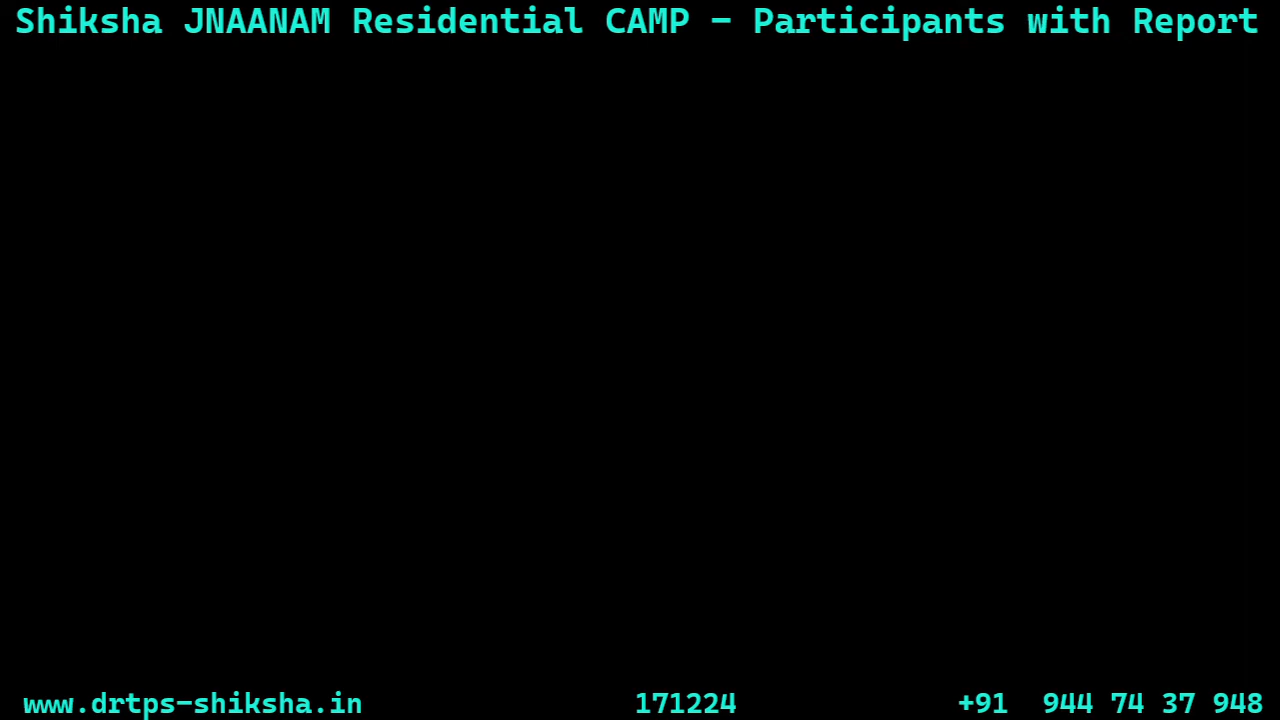 Shiksha JNAANAM Residential CAMP - Participants with Report
www.drtps-shiksha.in 171224 +91 944 74 37 948